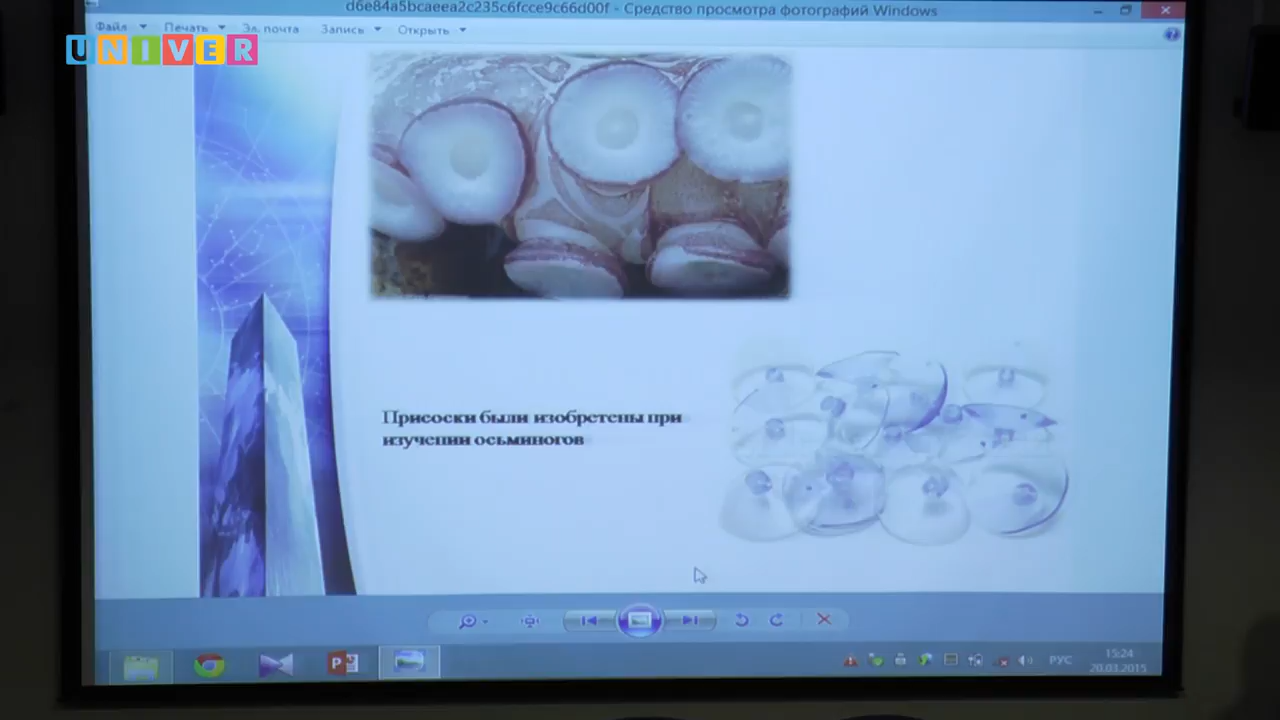 d6e84a5bcaeea2c235c6fcce9c66d00f - Средство просмотра фотографий Windows
Файл Печать Эл. почта Запись Открыть
UNIVER
Присоски были изобретены при
изучении осьминогов
РУС
15:24
20.03.2015